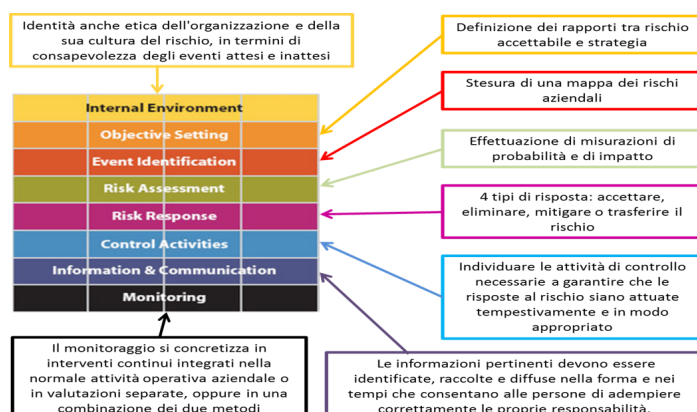 Identità anche etica dell'organizzazione e della
sua cultura del rischio, in termini di
consapevolezza degli eventi attesi e inattesi
Definizione dei rapporti tra rischio
accettabile e strategia
Stesura di una mappa dei rischi
aziendali
Effettuazione di misurazioni di
probabilità e di impatto
4 tipi di risposta: accettare,
eliminare, mitigare o trasferire il
rischio
Individuare le attività di controllo
necessarie a garantire che le
risposte al rischio siano attuate
tempestivamente e in modo
appropriato
Internal Environment
Objective Setting
Event Identification
Risk Assessment
Risk Response
Control Activities
Information & Communication
Monitoring
Il monitoraggio si concretizza in
interventi continui integrati nella
normale attività operativa aziendale o
in valutazioni separate, oppure in una
combinazione dei due metodi
Le informazioni pertinenti devono essere
identificate, raccolte e diffuse nella forma e nei
tempi che consentano alle persone di adempiere
correttamente le proprie responsabilità.